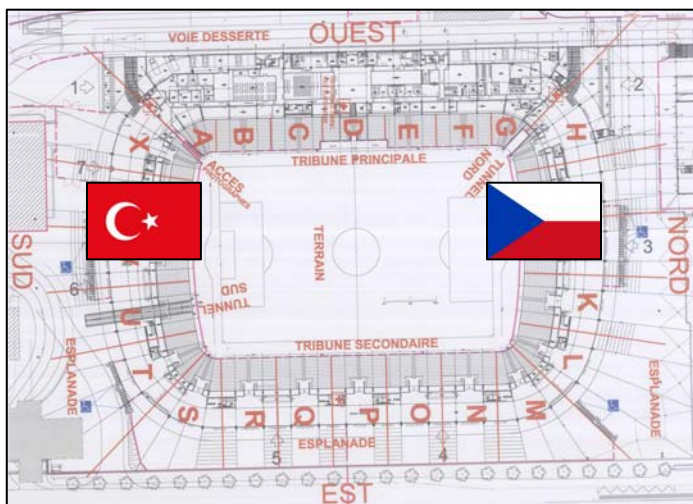 OUEST
VOIE DESSERTE
1
2
A
B
C
D
E
F
G
H
X
TRIBUNE PRINCIPALE
ACCES
PHOTOGRAPHES
TUNNEL
NORD
7
SUD
TERRAIN
NORD
3
6
TUNNEL
SUD
U
K
TRIBUNE SECONDAIRE
ESPLANADE
T
L
ESPLANADE
S
R
Q
P
O
N
M
ESPLANADE
5
4
EST